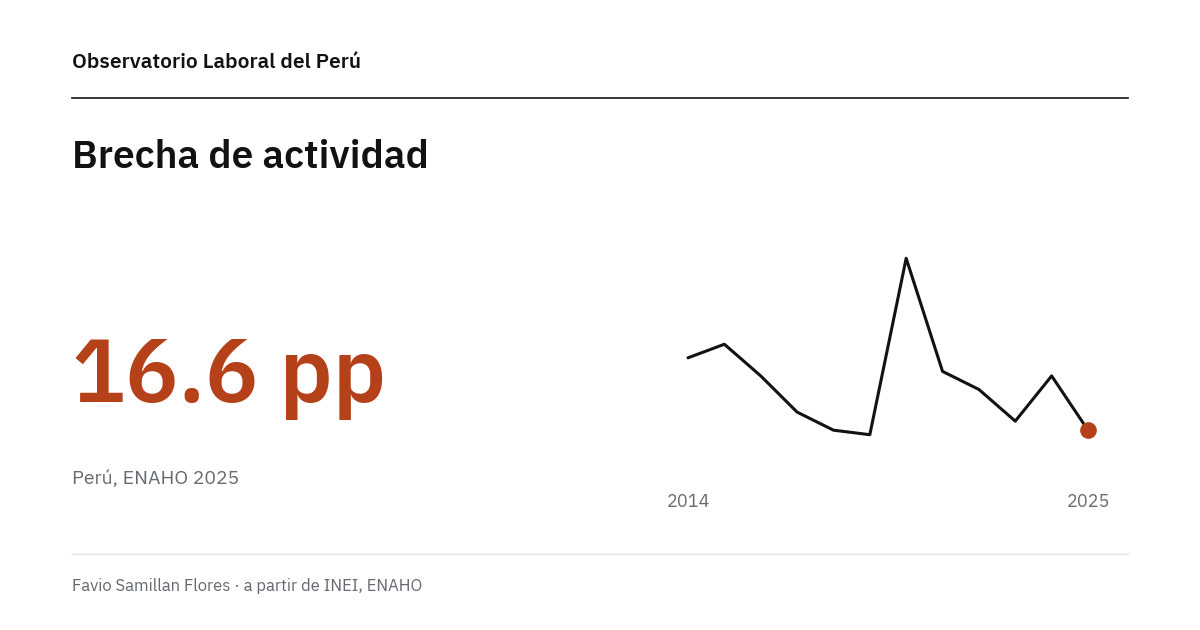 Observatorio Laboral del Perú
Brecha de actividad
16.6 pp
Perú, ENAHO 2025
2014 2025
Favio Samillan Flores · a partir de INEI, ENAHO